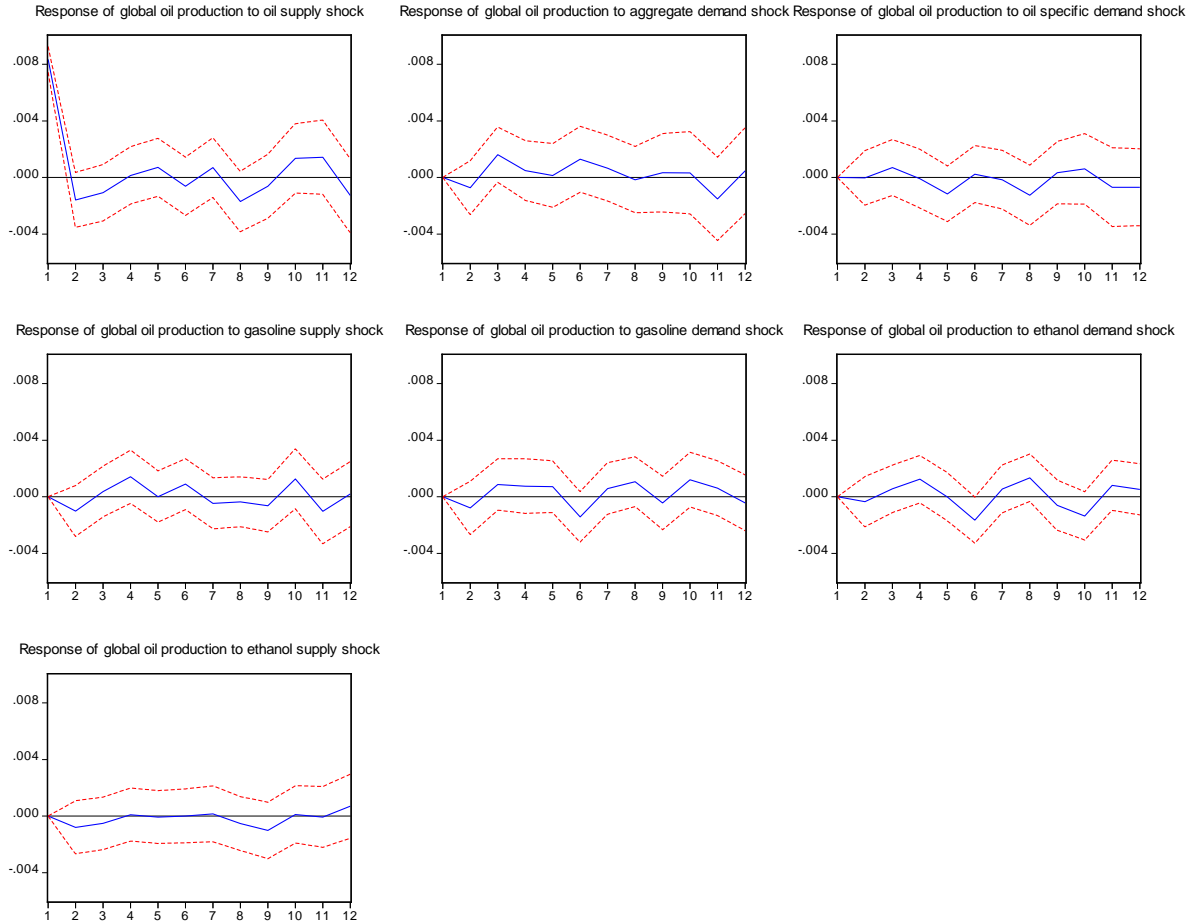 Response of global oil production to oil supply shock
Response of global oil production to aggregate demand shock
Response of global oil production to oil specific demand shock
.008
.004
.000
-.004
1 2 3 4 5 6 7 8 9 10 11 12
.008
.004
.000
-.004
1 2 3 4 5 6 7 8 9 10 11 12
.008
.004
.000
-.004
1 2 3 4 5 6 7 8 9 10 11 12
Response of global oil production to gasoline supply shock
Response of global oil production to gasoline demand shock
Response of global oil production to ethanol demand shock
.008
.004
.000
-.004
1 2 3 4 5 6 7 8 9 10 11 12
.008
.004
.000
-.004
1 2 3 4 5 6 7 8 9 10 11 12
.008
.004
.000
-.004
1 2 3 4 5 6 7 8 9 10 11 12
Response of global oil production to ethanol supply shock
.008
.004
.000
-.004
1 2 3 4 5 6 7 8 9 10 11 12